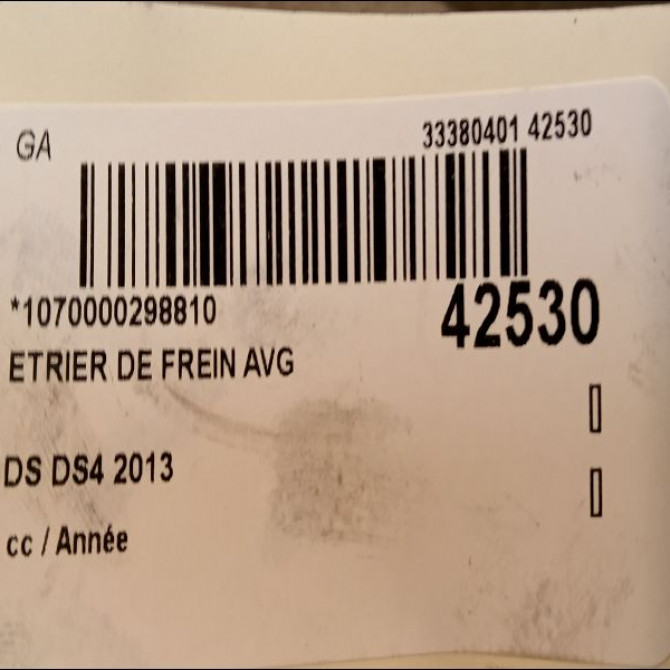 GA
33380401 42530
*1070000298810
42530
ETRIER DE FREIN AVG
DS DS4 2013
cc / Année